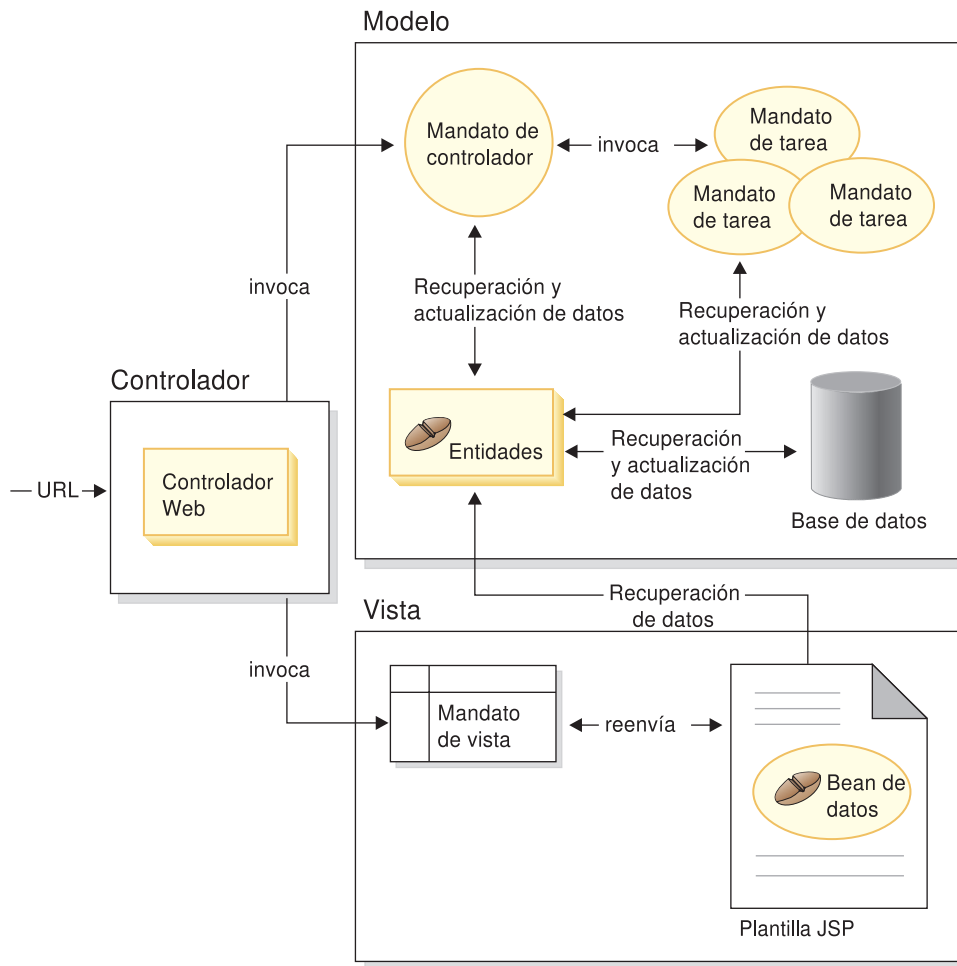 Modelo
Mandato de
controlador
invoca
Mandato
de tarea
Mandato
de tarea
Mandato
de tarea
invoca
Recuperación y
actualización de datos
Recuperación y
actualización de datos
Controlador
Controlador
Web
URL
Entidades
Recuperación
y actualización
de datos
Base de datos
Recuperación
de datos
Vista
invoca
Mandato
de vista
reenvía
Bean de
datos
Plantilla JSP